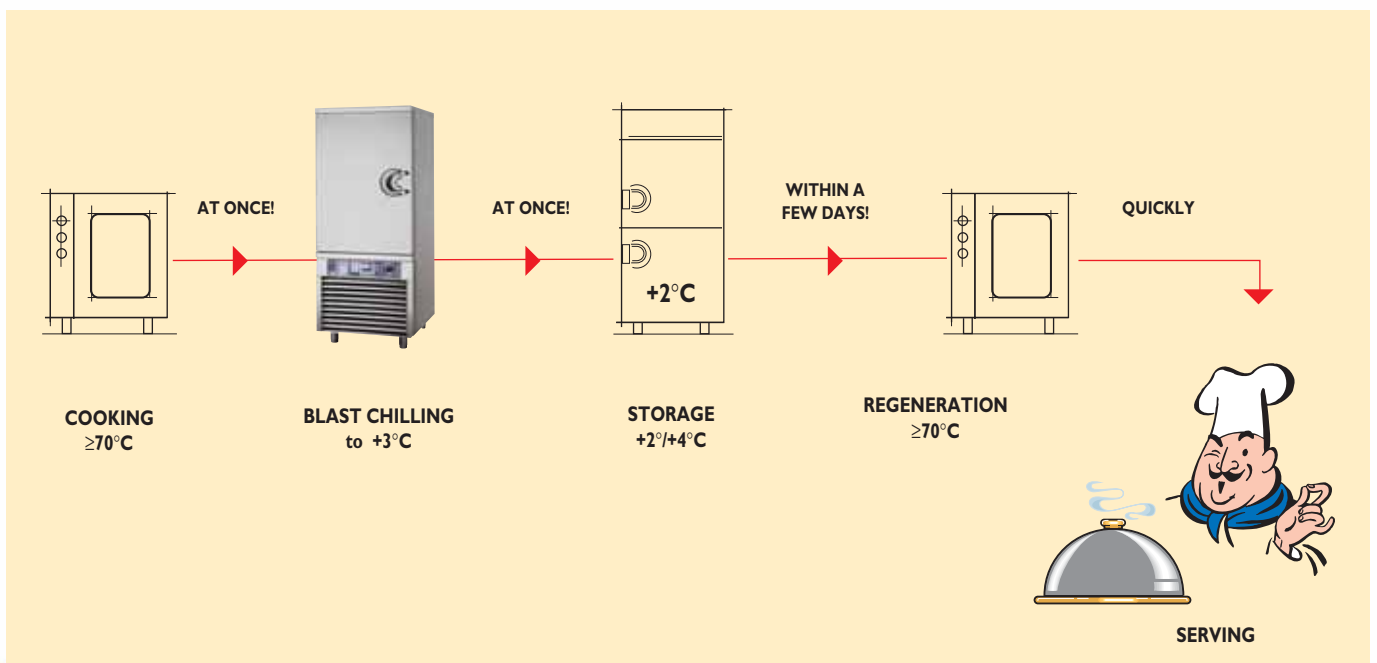 AT ONCE!
AT ONCE!
WITHIN A
FEW DAYS!
QUICKLY
+2°C
COOKING
≥70°C
BLAST CHILLING
to +3°C
STORAGE
+2°/+4°C
REGENERATION
≥70°C
SERVING